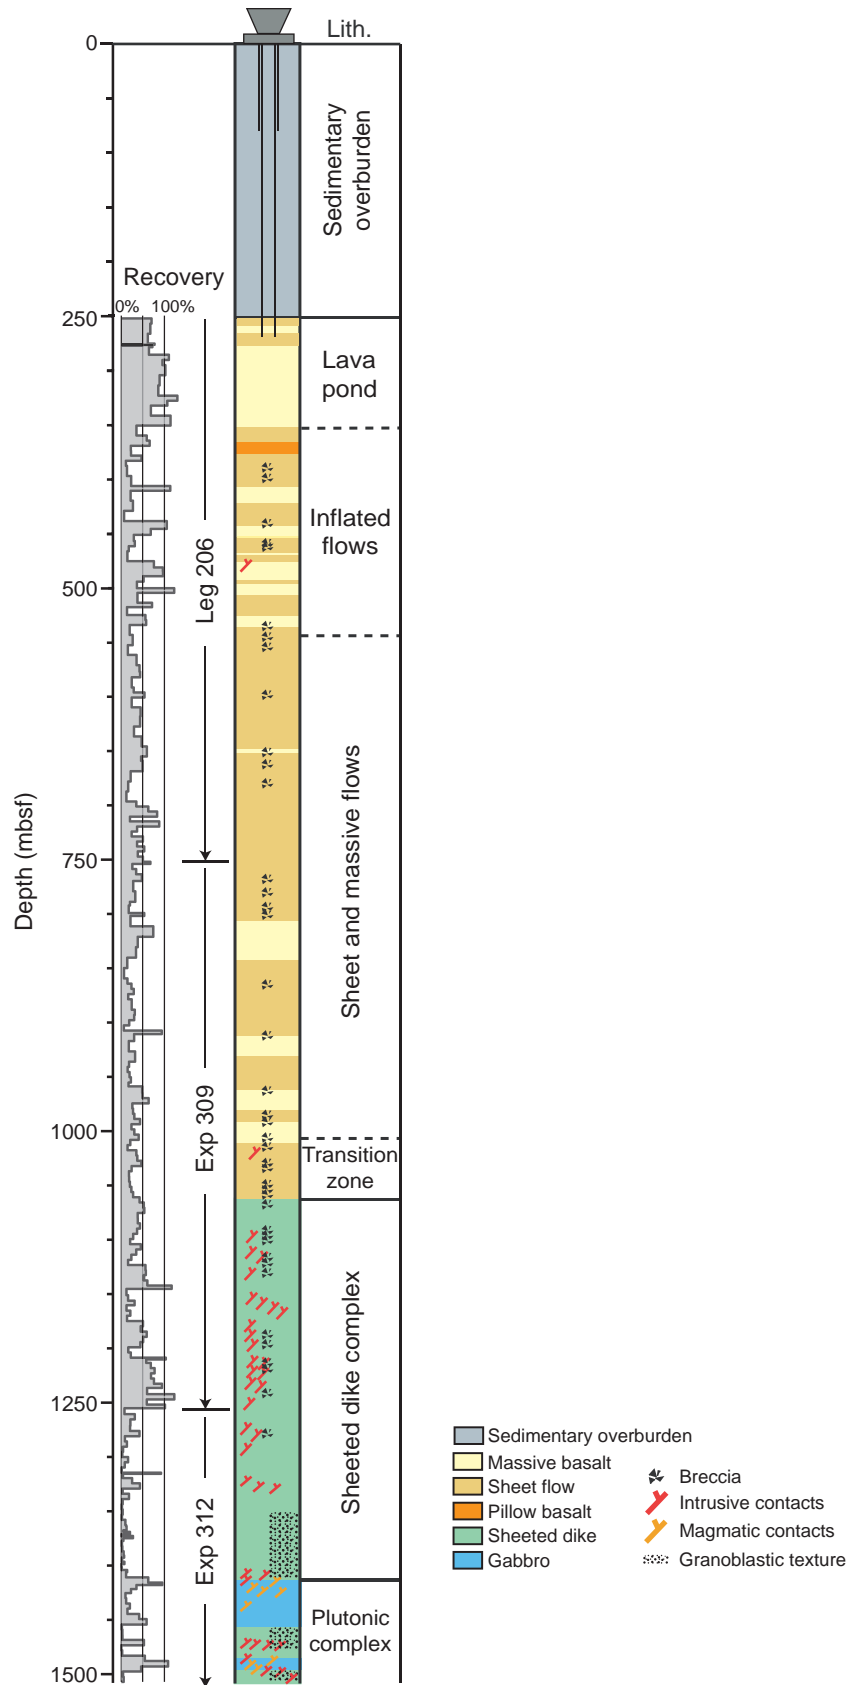 Lith.
0
Sedimentary
overburden
Recovery
0% 100%
250
Lava
pond
Inflated
flows
Leg 206
500
Sheet and massive flows
Depth (mbsf)
750
Exp 309
1000
Transition
zone
Sheeted dike complex
1250
Exp 312
Plutonic
complex
1500
Sedimentary overburden
Massive basalt
Sheet flow
Pillow basalt
Sheeted dike
Gabbro
Breccia
Intrusive contacts
Magmatic contacts
Granoblastic texture